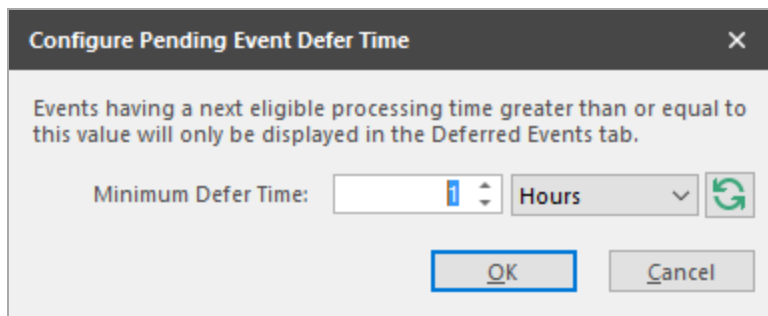 Configure Pending Event Defer Time
Events having a next eligible processing time greater than or equal to
this value will only be displayed in the Deferred Events tab.
Minimum Defer Time: 1 Hours
OK Cancel